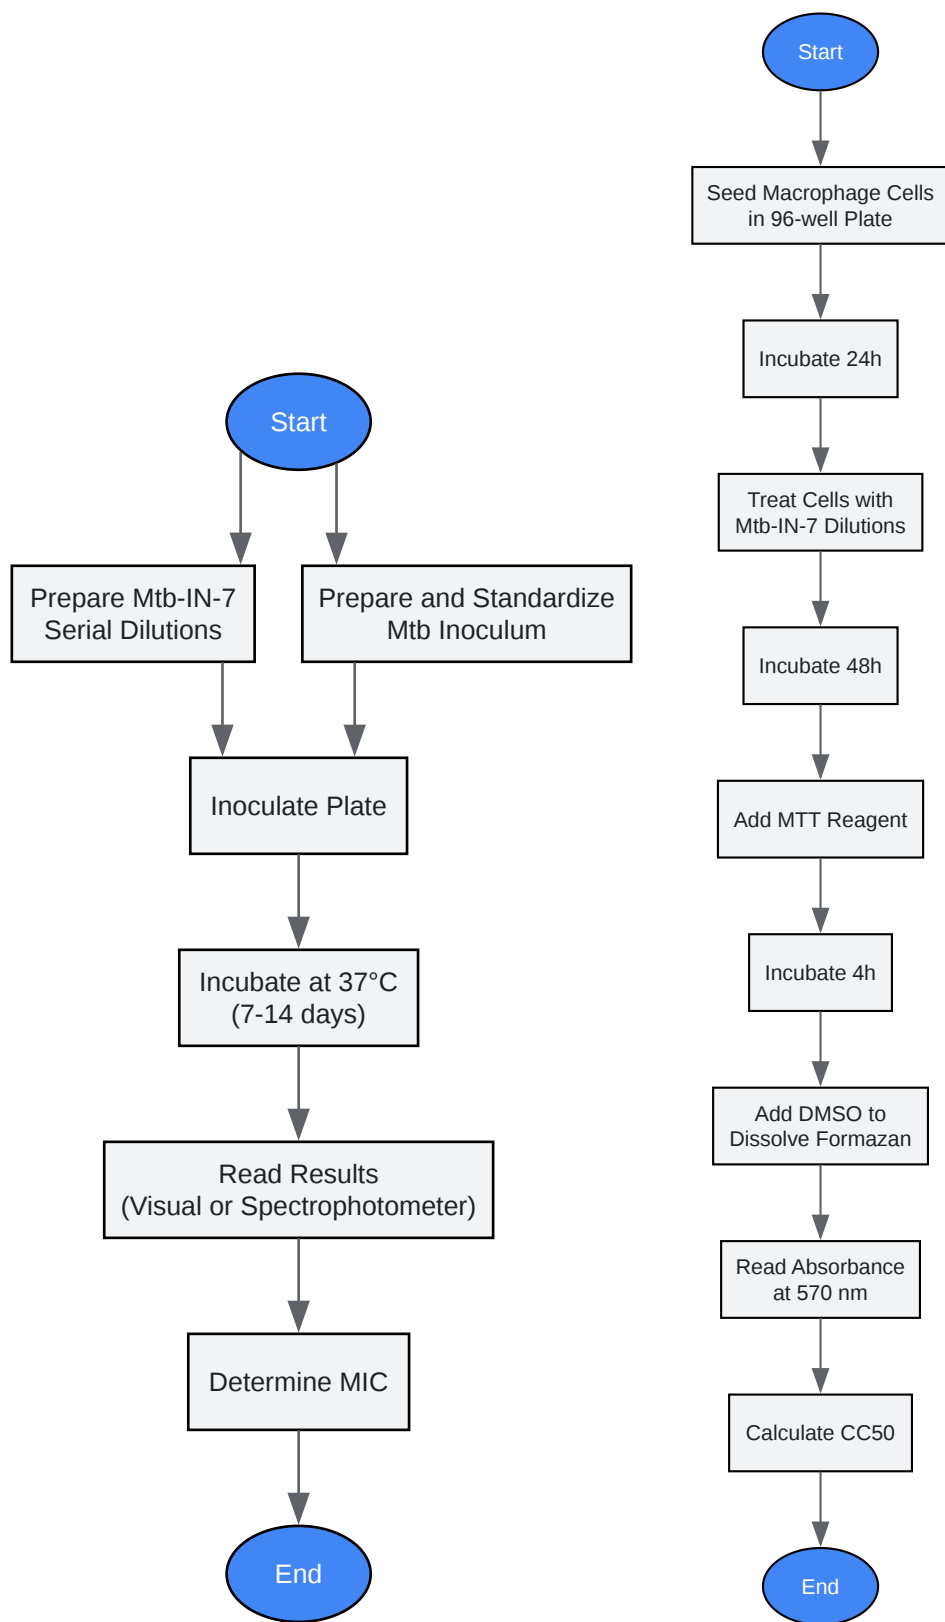 Start
Prepare Mtb-IN-7
Serial Dilutions
Prepare and Standardize
Mtb Inoculum
Inoculate Plate
Incubate at 37°C
(7-14 days)
Read Results
(Visual or Spectrophotometer)
Determine MIC
End
Start
Seed Macrophage Cells
in 96-well Plate
Incubate 24h
Treat Cells with
Mtb-IN-7 Dilutions
Incubate 48h
Add MTT Reagent
Incubate 4h
Add DMSO to
Dissolve Formazan
Read Absorbance
at 570 nm
Calculate CC50
End